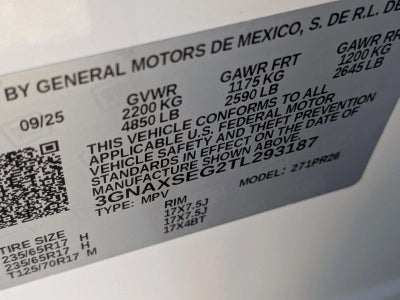 BY GENERAL MOTORS DE MEXICO, S. DE R.L. DE
09/25
GVWR
2200 KG
4850 LB
GAWR FRT
1175 KG
2590 LB
GAWR RR
1200 KG
2645 LB
THIS VEHICLE CONFORMS TO ALL
APPLICABLE U.S. FEDERAL MOTOR
VEHICLE SAFETY AND THEFT PREVENTION
STANDARDS IN EFFECT ON THE DATE OF
MANUFACTURE SHOWN ABOVE
3GNAXSEG2TL293187
TYPE: MPV
MODEL: 271PR26
TIRE SIZE
235/65R17 H
235/65R17 H
T125/70R17 M
RIM
17X7.5J
17X7.5J
17X4BT